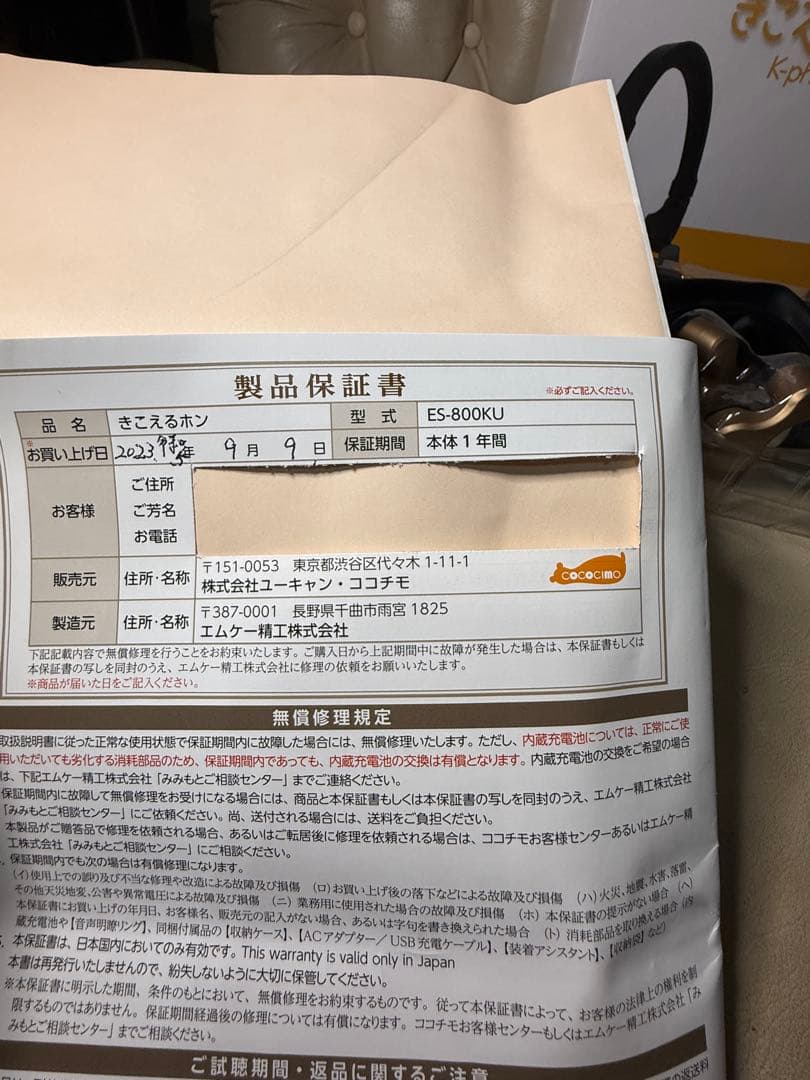 K-ph
製品保証書
※必ずご記入ください。
品 名 きこえるホン 型 式 ES-800KU
※お買い上げ日 2023 令和5年 9月 9日 保証期間 本体1年間
お客様 ご住所
ご芳名
お電話
販売元 住所・名称 〒151-0053 東京都渋谷区代々木1-11-1
株式会社ユーキャン・ココチモ
COCOCIMO
製造元 住所・名称 〒387-0001 長野県千曲市雨宮1825
エムケー精工株式会社
下記記載内容で無償修理を行うことをお約束いたします。ご購入日から上記期間中に故障が発生した場合は、本保証書もしくは
本保証書の写しを同封のうえ、エムケー精工株式会社に修理の依頼をお願いいたします。
※商品が届いた日をご記入ください。
無償修理規定
取扱説明書に従った正常な使用状態で保証期間内に故障した場合には、無償修理いたします。ただし、内蔵充電池については、正常にご使
用いただいても劣化する消耗部品のため、保証期間内であっても、内蔵充電池の交換は有償となります。内蔵充電池の交換をご希望の場合
は、下記エムケー精工株式会社「みみもとご相談センター」までご連絡ください。
保証期間内に故障して無償修理をお受けになる場合には、商品と本保証書もしくは本保証書の写しを同封のうえ、エムケー精工株式会社
「みみもとご相談センター」にご依頼ください。尚、送付される場合には、送料をご負担ください。
本製品がご贈答品で修理を依頼される場合、あるいはご転居後に修理を依頼される場合は、ココチモお客様センターあるいはエムケー精
工株式会社「みみもとご相談センター」にご相談ください。
保証期間内でも次の場合は有償修理になります。
(イ)使用上での誤り及び不当な修理や改造による故障及び損傷 (ロ)お買い上げ後の落下などによる故障及び損傷 (ハ)火災、地震、水害、落雷、
その他天災地変、公害や異常電圧による故障及び損傷 (ニ)業務用に使用された場合の故障及び損傷 (ホ)本保証書の提示がない場合 (ヘ)
本保証書にお買い上げの年月日、お客様名、販売元の記入がない場合、あるいは字句を書き換えられた場合 (ト)消耗部品を取り換える場合(内
蔵充電池や【音声明瞭リング】、同梱付属品の【収納ケース】、【ACアダプター/USB充電ケーブル】、【装着アシスタント】、【収納袋】など)
本保証書は、日本国内においてのみ有効です。This warranty is valid only in Japan
本書は再発行いたしませんので、紛失しないように大切に保管してください。
※本保証書に明示した期間、条件のもとにおいて、無償修理をお約束するものです。従って本保証書によって、お客様の法律上の権利を制
限するものではありません。保証期間経過後の修理については有償になります。ココチモお客様センターもしくはエムケー精工株式会社「み
みもとご相談センター」までご相談ください。
ご試聴期間・返品に関するご注意
の返送料